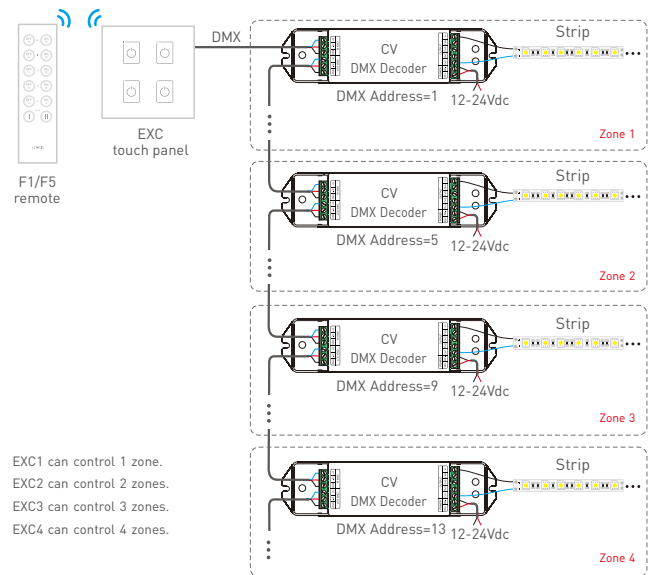 DMX
EXC
touch panel
F1/F5
remote
CV
DMX Decoder
DMX Address=1
12-24Vdc
Strip
Zone 1
CV
DMX Decoder
DMX Address=5
12-24Vdc
Strip
Zone 2
CV
DMX Decoder
DMX Address=9
12-24Vdc
Strip
Zone 3
CV
DMX Decoder
DMX Address=13
12-24Vdc
Strip
Zone 4
EXC1 can control 1 zone.
EXC2 can control 2 zones.
EXC3 can control 3 zones.
EXC4 can control 4 zones.